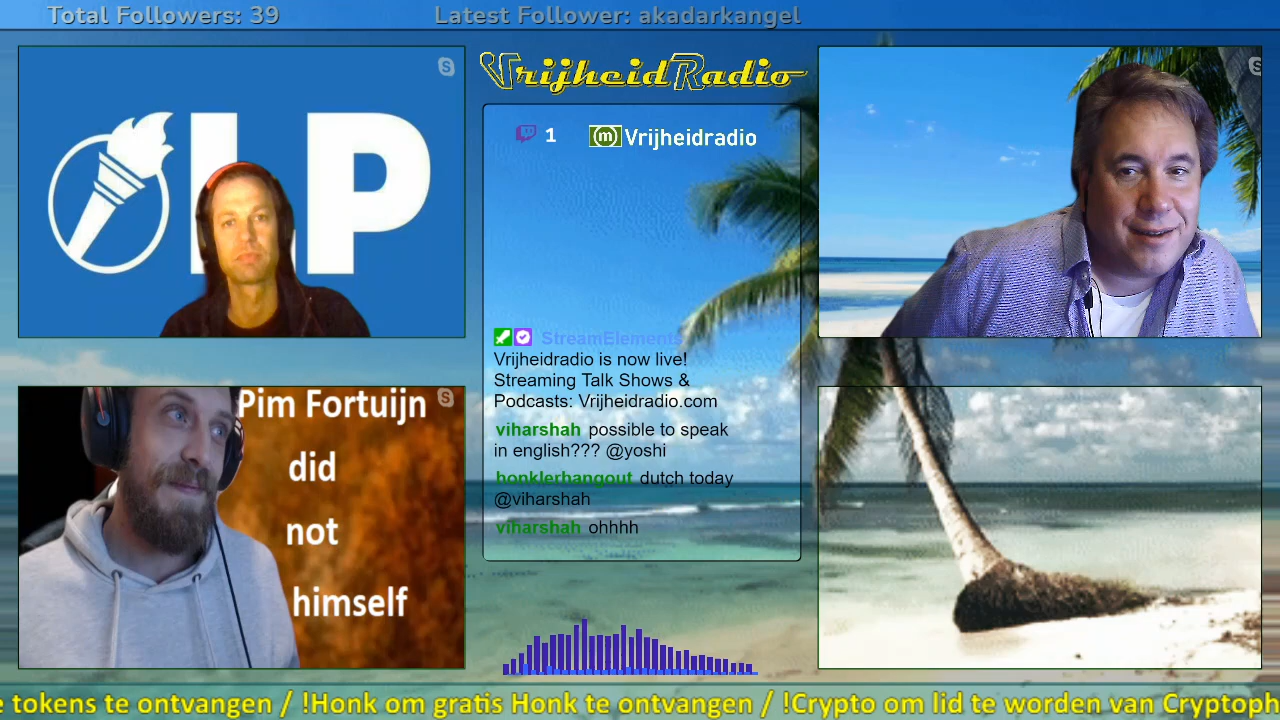 Total Followers: 39
Latest Follower: akadarkangel
LP
VrijheidRadio
1
Vrijheidradio
StreamElements
Vrijheidradio is now live!
Streaming Talk Shows &
Podcasts: Vrijheidradio.com
viharshah possible to speak
in english??? @yoshi
honklerhangout dutch today
@viharshah
viharshah ohhhh
Pim Fortuijn
did
not
himself
e tokens te ontvangen / !Honk om gratis Honk te ontvangen / !Crypto om lid te worden van Cryptoph